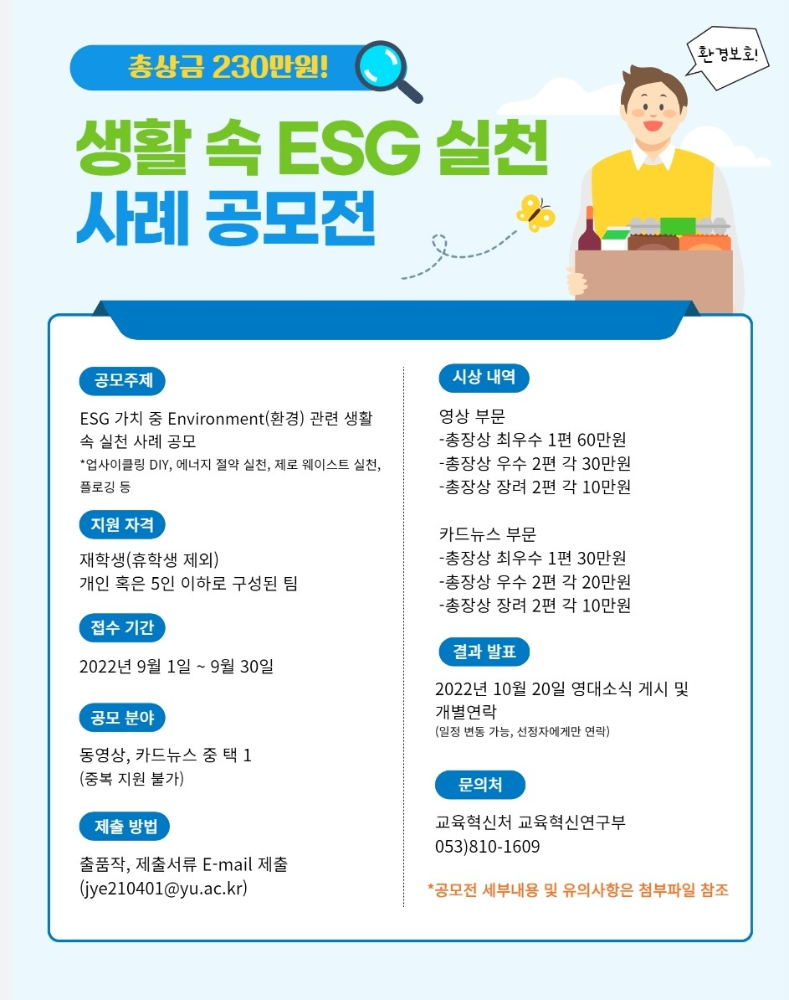 총상금 230만원!
환경보호!
생활 속 ESG 실천
사례 공모전
공모주제
ESG 가치 중 Environment(환경) 관련 생활
속 실천 사례 공모
*업사이클링 DIY, 에너지 절약 실천, 제로 웨이스트 실천,
플로깅 등
지원 자격
재학생(휴학생 제외)
개인 혹은 5인 이하로 구성된 팀
접수 기간
2022년 9월 1일 ~ 9월 30일
공모 분야
동영상, 카드뉴스 중 택 1
(중복 지원 불가)
제출 방법
출품작, 제출서류 E-mail 제출
(jye210401@yu.ac.kr)
시상 내역
영상 부문
-총장상 최우수 1편 60만원
-총장상 우수 2편 각 30만원
-총장상 장려 2편 각 10만원
카드뉴스 부문
-총장상 최우수 1편 30만원
-총장상 우수 2편 각 20만원
-총장상 장려 2편 각 10만원
결과 발표
2022년 10월 20일 영대소식 게시 및
개별연락
(일정 변동 가능, 선정자에게만 연락)
문의처
교육혁신처 교육혁신연구부
053)810-1609
*공모전 세부내용 및 유의사항은 첨부파일 참조